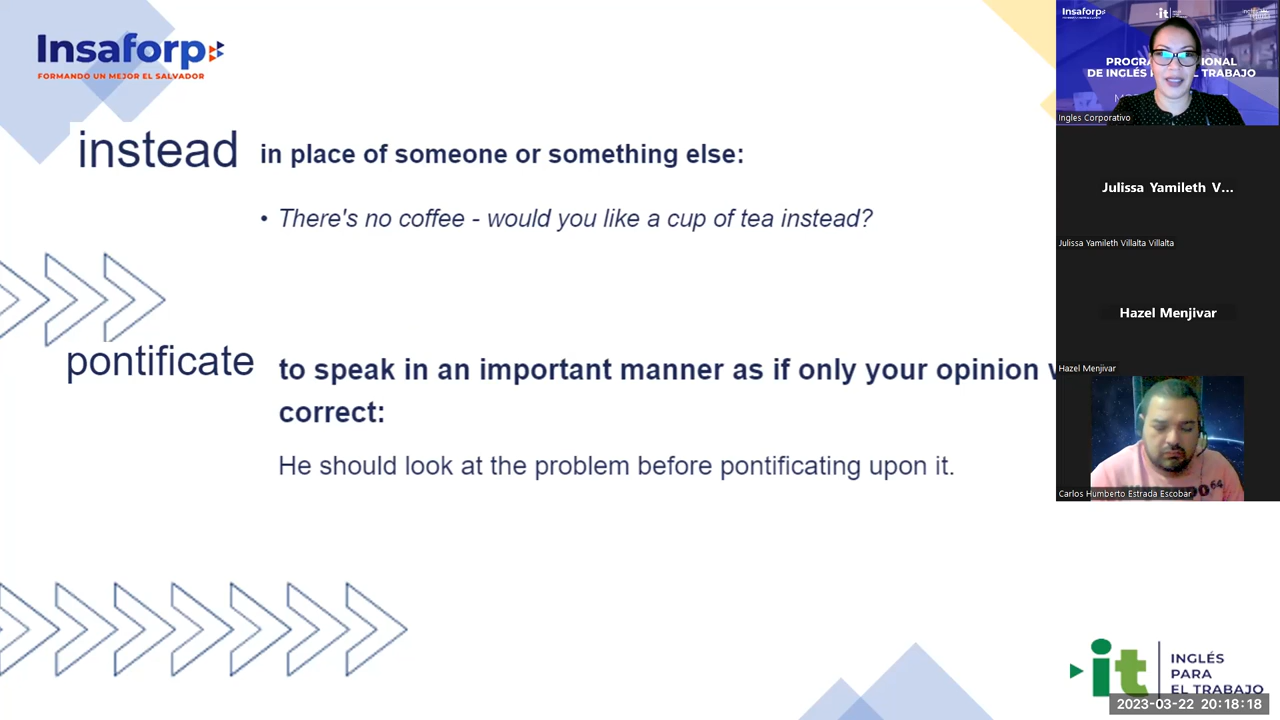 Insaforp
FORMANDO UN MEJOR EL SALVADOR
instead
in place of someone or something else:
• There's no coffee - would you like a cup of tea instead?
pontificate
to speak in an important manner as if only your opinion
correct:
He should look at the problem before pontificating upon it.
Insaforp
it
DE INGLÉS
EL TRABAJO
Ingles Corporativo
Julissa Yamileth V...
Julissa Yamileth Villalta Villalta
Hazel Menjivar
Hazel Menjivar
64
Carlos Humberto Estrada Escobar
it
INGLÉS
PARA
EL TRABAJO
2023-03-22 20:18:18